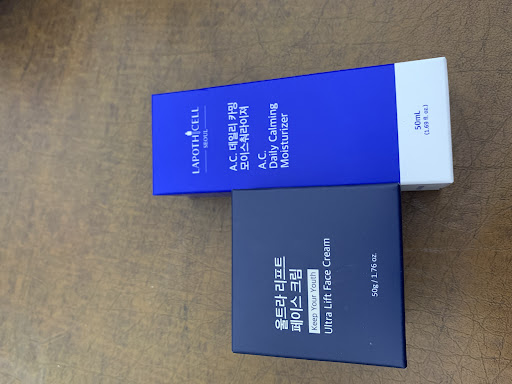 LAPOTHICELL
SEOUL
A.C. 데일리 카밍
모이스춰라이져
A.C.
Daily Calming
Moisturizer
50mL
(1.69 fl. oz.)
울트라 리프트
페이스 크림
Keep Your Youth
Ultra Lift Face Cream
50g / 1.76 oz.